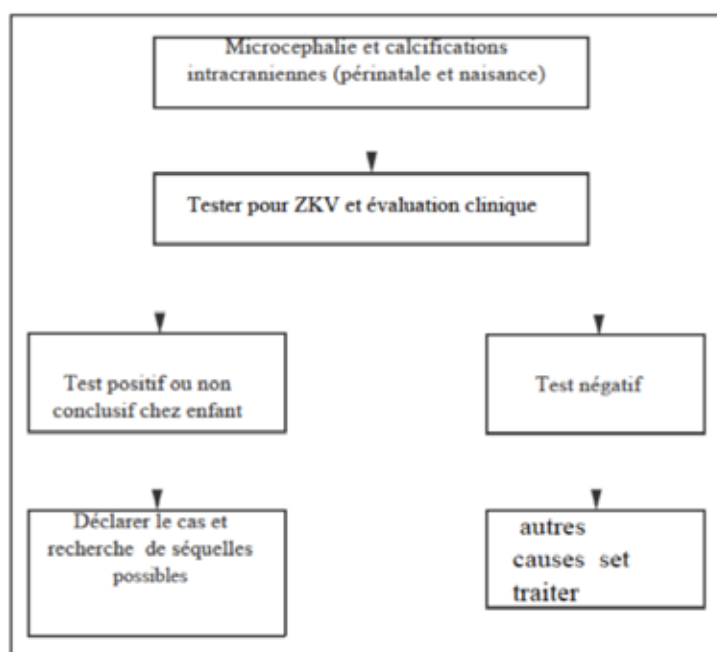 Microcephalie et calcifications
intracraniennes (périnatale et naisance)
Tester pour ZKV et évaluation clinique
Test positif ou non
conclusif chez enfant
Test négatif
Déclarer le cas et
recherche de séquelles
possibles
autres
causes set
traiter